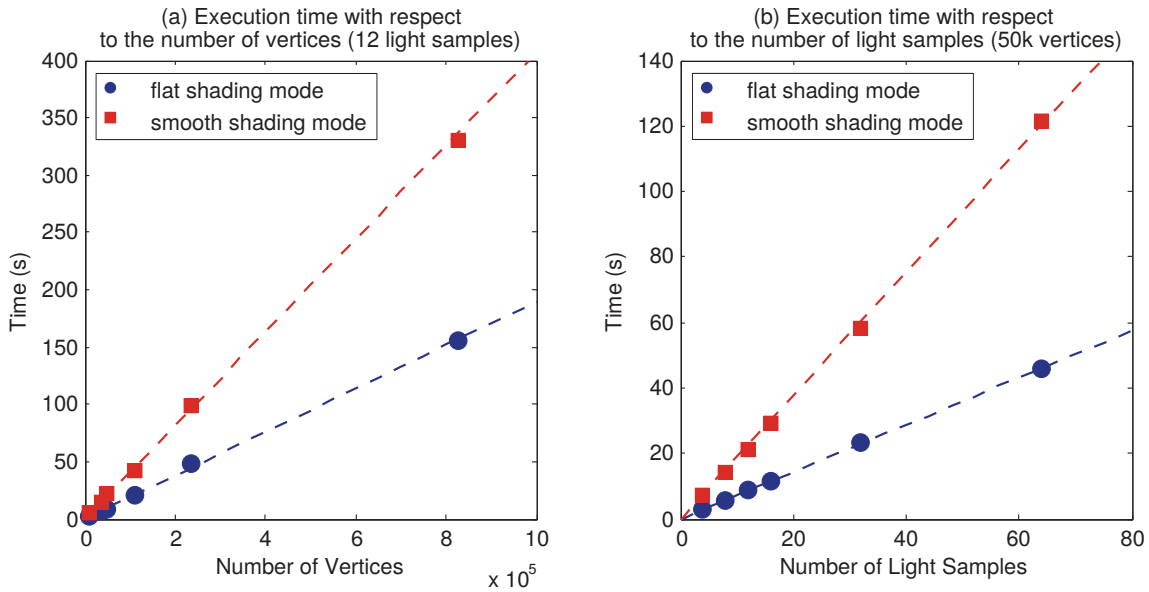 (a) Execution time with respect
to the number of vertices (12 light samples)
400
350
300
250
200
150
100
50
0
Time (s)
flat shading mode
smooth shading mode
0
2
4
6
8
10
x 10^5
Number of Vertices
(b) Execution time with respect
to the number of light samples (50k vertices)
140
120
100
80
60
40
20
0
Time (s)
flat shading mode
smooth shading mode
0
20
40
60
80
Number of Light Samples